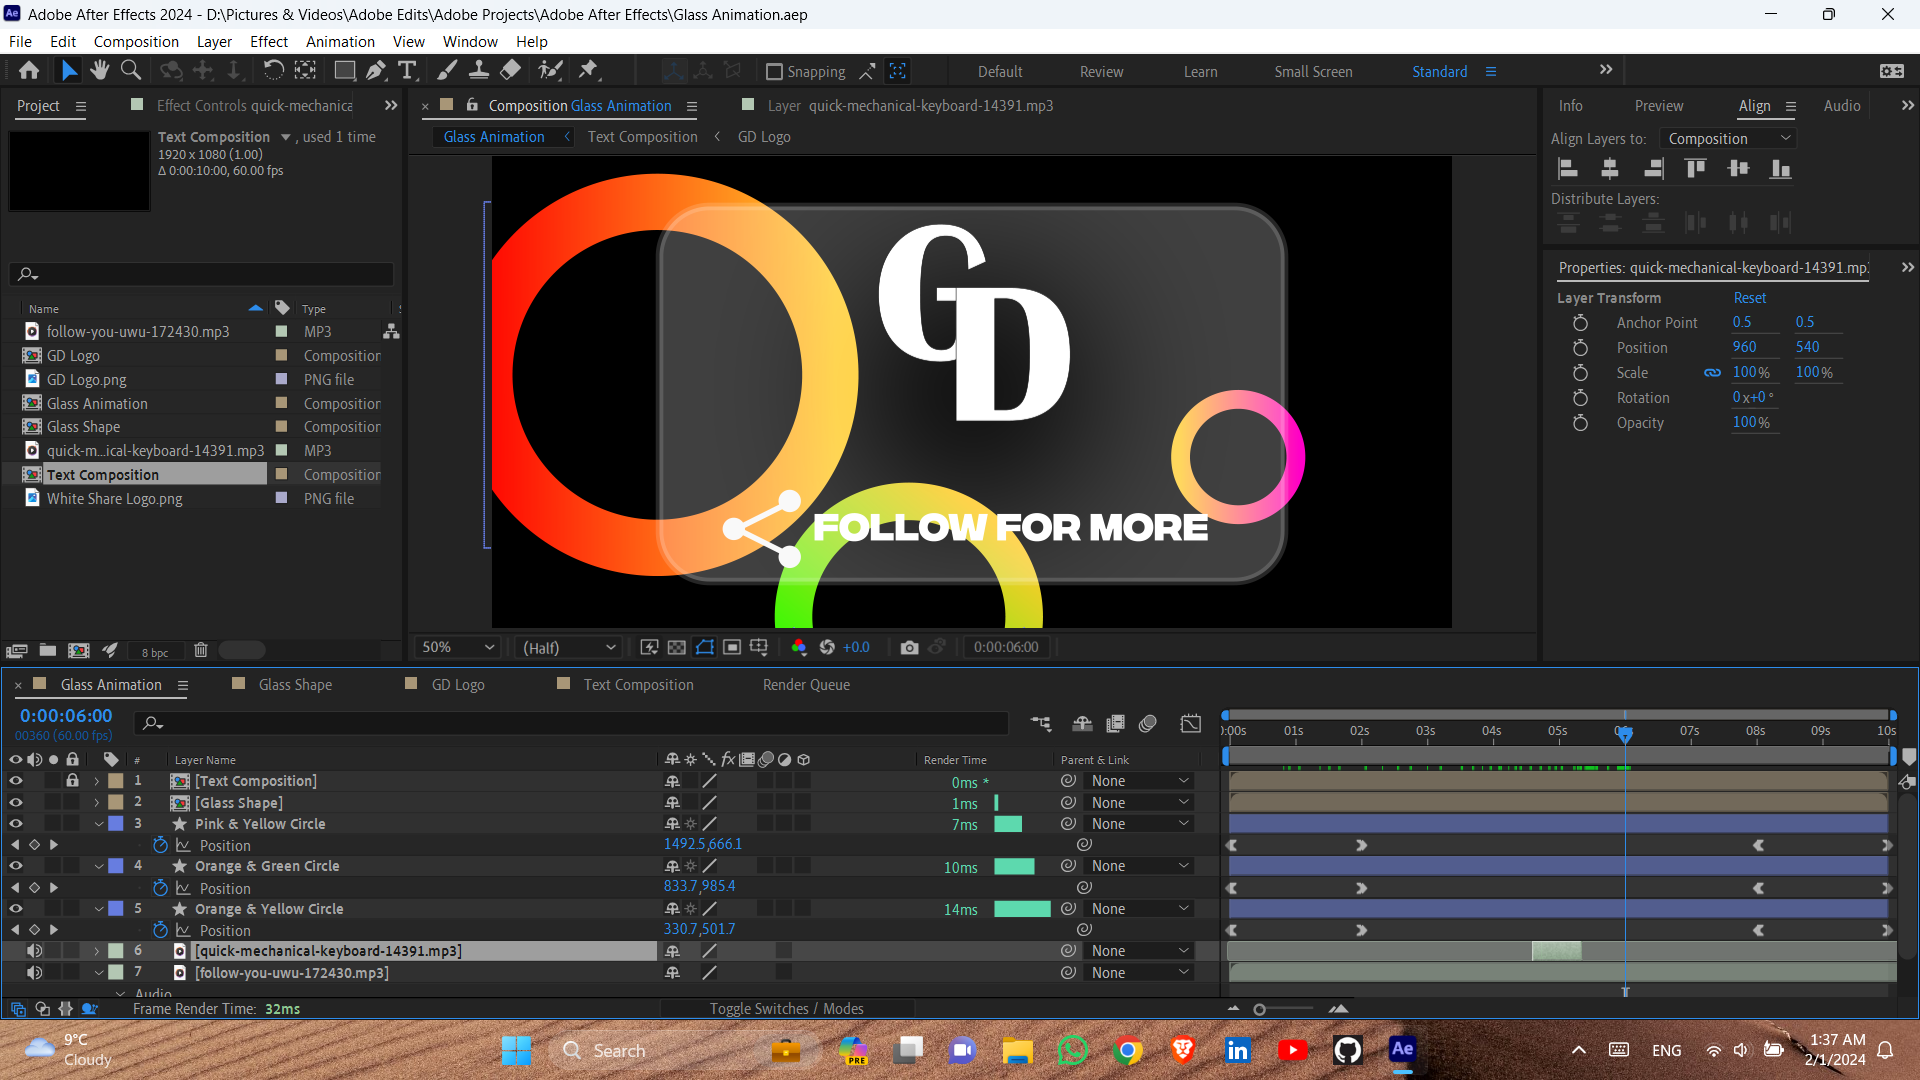 Adobe After Effects 2024 - D:\Pictures & Videos\Adobe Edits\Adobe Projects\Adobe After Effects\Glass Animation.aep
File Edit Composition Layer Effect Animation View Window Help
Snapping Default Review Learn Small Screen Standard
Project Effect Controls quick-mechanica
Text Composition , used 1 time
1920 x 1080 (1.00)
Δ 0:00:10:00, 60.00 fps
Name Type
follow-you-uwu-172430.mp3 MP3
GD Logo Composition
GD Logo.png PNG file
Glass Animation Composition
Glass Shape Composition
quick-m...ical-keyboard-14391.mp3 MP3
Text Composition Composition
White Share Logo.png PNG file
8 bpc
Composition Glass Animation Layer quick-mechanical-keyboard-14391.mp3
Glass Animation Text Composition GD Logo
GD
FOLLOW FOR MORE
50% (Half) +0.0 0:00:06:00
Info Preview Align Audio
Align Layers to: Composition
Distribute Layers:
Properties: quick-mechanical-keyboard-14391.mp3
Layer Transform Reset
Anchor Point 0.5 0.5
Position 960 540
Scale 100% 100%
Rotation 0x+0°
Opacity 100%
Glass Animation Glass Shape GD Logo Text Composition Render Queue
0:00:06:00
00360 (60.00 fps)
:00s 01s 02s 03s 04s 05s 06s 07s 08s 09s 10s
# Layer Name fx Render Time Parent & Link
1 [Text Composition] 0ms * None
2 [Glass Shape] 1ms None
3 Pink & Yellow Circle 7ms None
Position 1492.5,666.1
4 Orange & Green Circle 10ms None
Position 833.7,985.4
5 Orange & Yellow Circle 14ms None
Position 330.7,501.7
6 [quick-mechanical-keyboard-14391.mp3] None
7 [follow-you-uwu-172430.mp3] None
Audio
Frame Render Time: 32ms Toggle Switches / Modes
9°C
Cloudy
Search
PRE
in
Ae
ENG
1:37 AM
2/1/2024